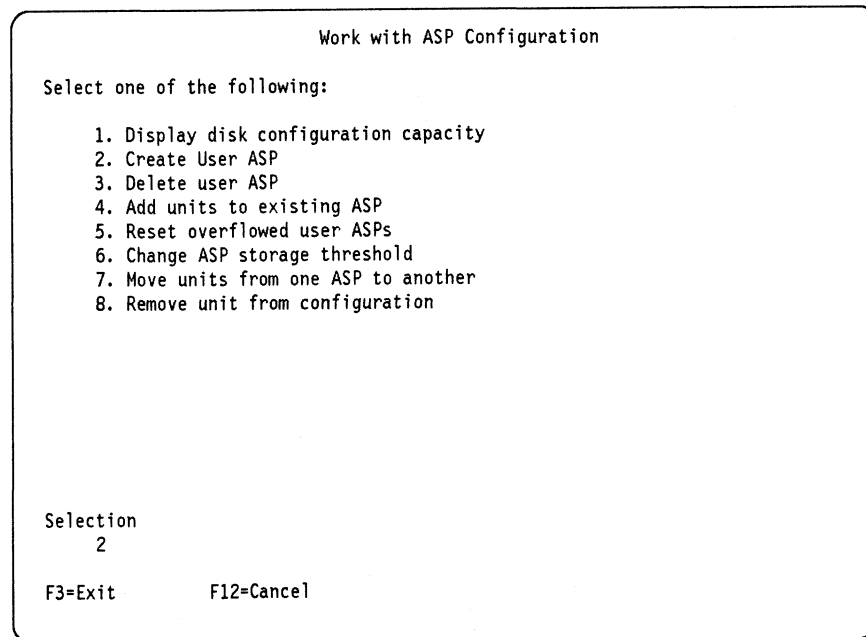 Work with ASP Configuration
Select one of the following:
1. Display disk configuration capacity
2. Create User ASP
3. Delete user ASP
4. Add units to existing ASP
5. Reset overflowed user ASPs
6. Change ASP storage threshold
7. Move units from one ASP to another
8. Remove unit from configuration
Selection
2
F3=Exit F12=Cancel